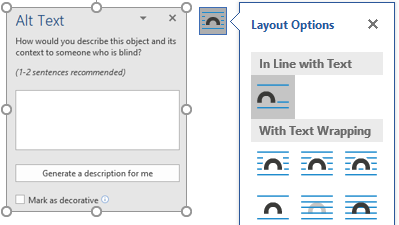 Alt Text
How would you describe this object and its
context to someone who is blind?
(1-2 sentences recommended)
Generate a description for me
Mark as decorative
Layout Options
In Line with Text
With Text Wrapping